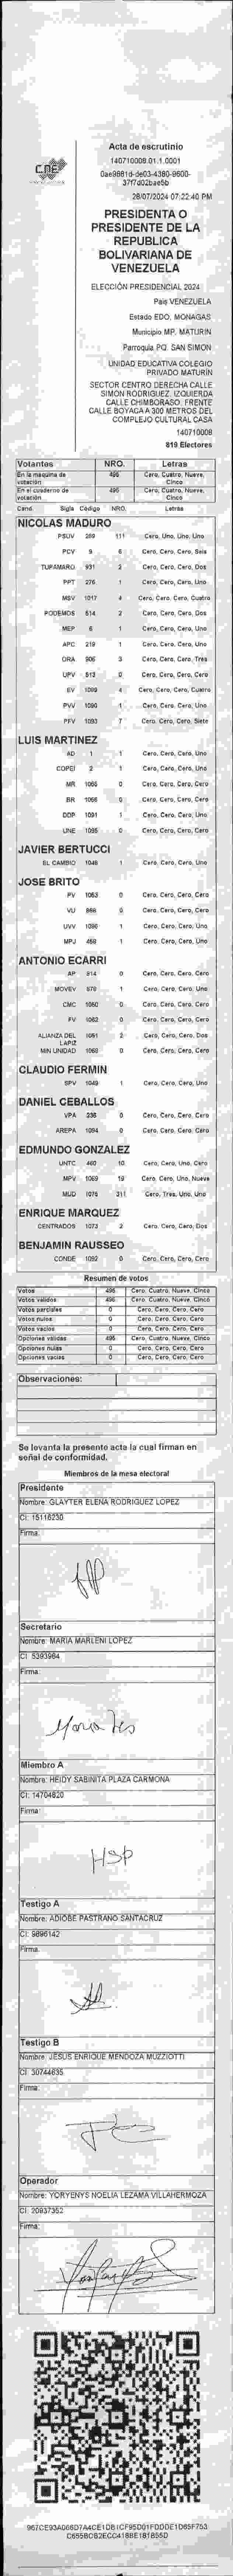 CNE
Acta de escrutinio
140710008.01.1.0001
0ae9881d-de03-4380-9600-
37f7d02bae5b
28/07/2024 07:22:40 PM
PRESIDENTA O
PRESIDENTE DE LA
REPUBLICA
BOLIVARIANA DE
VENEZUELA
ELECCIÓN PRESIDENCIAL 2024
País VENEZUELA
Estado EDO. MONAGAS
Municipio MP. MATURIN
Parroquia PQ. SAN SIMON
UNIDAD EDUCATIVA COLEGIO
PRIVADO MATURÍN
SECTOR CENTRO DERECHA CALLE
SIMON RODRIGUEZ. IZQUIERDA
CALLE CHIMBORASO. FRENTE
CALLE BOYACA A 300 METROS DEL
COMPLEJO CULTURAL CASA
140710008
819 Electores
Votantes NRO. Letras
En la maquina de votación: 495 Cero, Cuatro, Nueve, Cinco
En el cuaderno de votación: 495 Cero, Cuatro, Nueve, Cinco
Cand. Sigla Código NRO. Letras
NICOLAS MADURO
PSUV 259 111 Cero, Uno, Uno, Uno
PCV 9 6 Cero, Cero, Cero, Seis
TUPAMARO 931 2 Cero, Cero, Cero, Dos
PPT 276 1 Cero, Cero, Cero, Uno
MSV 1017 4 Cero, Cero, Cero, Cuatro
PODEMOS 514 2 Cero, Cero, Cero, Dos
MEP 6 1 Cero, Cero, Cero, Uno
APC 219 1 Cero, Cero, Cero, Uno
ORA 906 3 Cero, Cero, Cero, Tres
UPV 513 0 Cero, Cero, Cero, Cero
EV 1009 4 Cero, Cero, Cero, Cuatro
PVV 1090 1 Cero, Cero, Cero, Uno
PFV 1093 7 Cero, Cero, Cero, Siete
LUIS MARTINEZ
AD 1 1 Cero, Cero, Cero, Uno
COPEI 2 1 Cero, Cero, Cero, Uno
MR 1065 0 Cero, Cero, Cero, Cero
BR 1066 0 Cero, Cero, Cero, Cero
DDP 1091 1 Cero, Cero, Cero, Uno
UNE 1095 0 Cero, Cero, Cero, Cero
JAVIER BERTUCCI
EL CAMBIO 1048 1 Cero, Cero, Cero, Uno
JOSE BRITO
PV 1053 0 Cero, Cero, Cero, Cero
VU 888 0 Cero, Cero, Cero, Cero
UVV 1096 1 Cero, Cero, Cero, Uno
MPJ 459 1 Cero, Cero, Cero, Uno
ANTONIO ECARRI
AP 914 0 Cero, Cero, Cero, Cero
MOVEV 970 1 Cero, Cero, Cero, Uno
CMC 1050 0 Cero, Cero, Cero, Cero
FV 1062 0 Cero, Cero, Cero, Cero
ALIANZA DEL LAPIZ 1051 2 Cero, Cero, Cero, Dos
MIN UNIDAD 1069 0 Cero, Cero, Cero, Cero
CLAUDIO FERMIN
SPV 1049 1 Cero, Cero, Cero, Uno
DANIEL CEBALLOS
VPA 236 0 Cero, Cero, Cero, Cero
AREPA 1094 0 Cero, Cero, Cero, Cero
EDMUNDO GONZALEZ
UNTC 460 10 Cero, Cero, Uno, Cero
MPV 1069 19 Cero, Cero, Uno, Nueve
MUD 1075 311 Cero, Tres, Uno, Uno
ENRIQUE MARQUEZ
CENTRADOS 1073 2 Cero, Cero, Cero, Dos
BENJAMIN RAUSSEO
CONDE 1092 0 Cero, Cero, Cero, Cero
Resumen de votos
Votos 495 Cero, Cuatro, Nueve, Cinco
Votos validos 495 Cero, Cuatro, Nueve, Cinco
Votos parciales 0 Cero, Cero, Cero, Cero
Votos nulos 0 Cero, Cero, Cero, Cero
Votos vacios 0 Cero, Cero, Cero, Cero
Opciones validas 495 Cero, Cuatro, Nueve, Cinco
Opciones nulas 0 Cero, Cero, Cero, Cero
Opciones vacias 0 Cero, Cero, Cero, Cero
Observaciones:
Se levanta la presente acta la cual firman en
señal de conformidad.
Miembros de la mesa electoral
Presidente
Nombre: GLAYTER ELENA RODRIGUEZ LOPEZ
CI: 15116230
Firma:
Secretario
Nombre: MARIA MARLENI LOPEZ
CI: 5393964
Firma:
Miembro A
Nombre: HEIDY SABINITA PLAZA CARMONA
CI: 14704820
Firma:
HSP
Testigo A
Nombre: ADIOBE PASTRANO SANTACRUZ
CI: 9896142
Firma:
Testigo B
Nombre: JESUS ENRIQUE MENDOZA MUZZIOTTI
CI: 30744635
Firma:
Operador
Nombre: YORYENYS NOELIA LEZAMA VILLAHERMOZA
CI: 20937352
Firma: